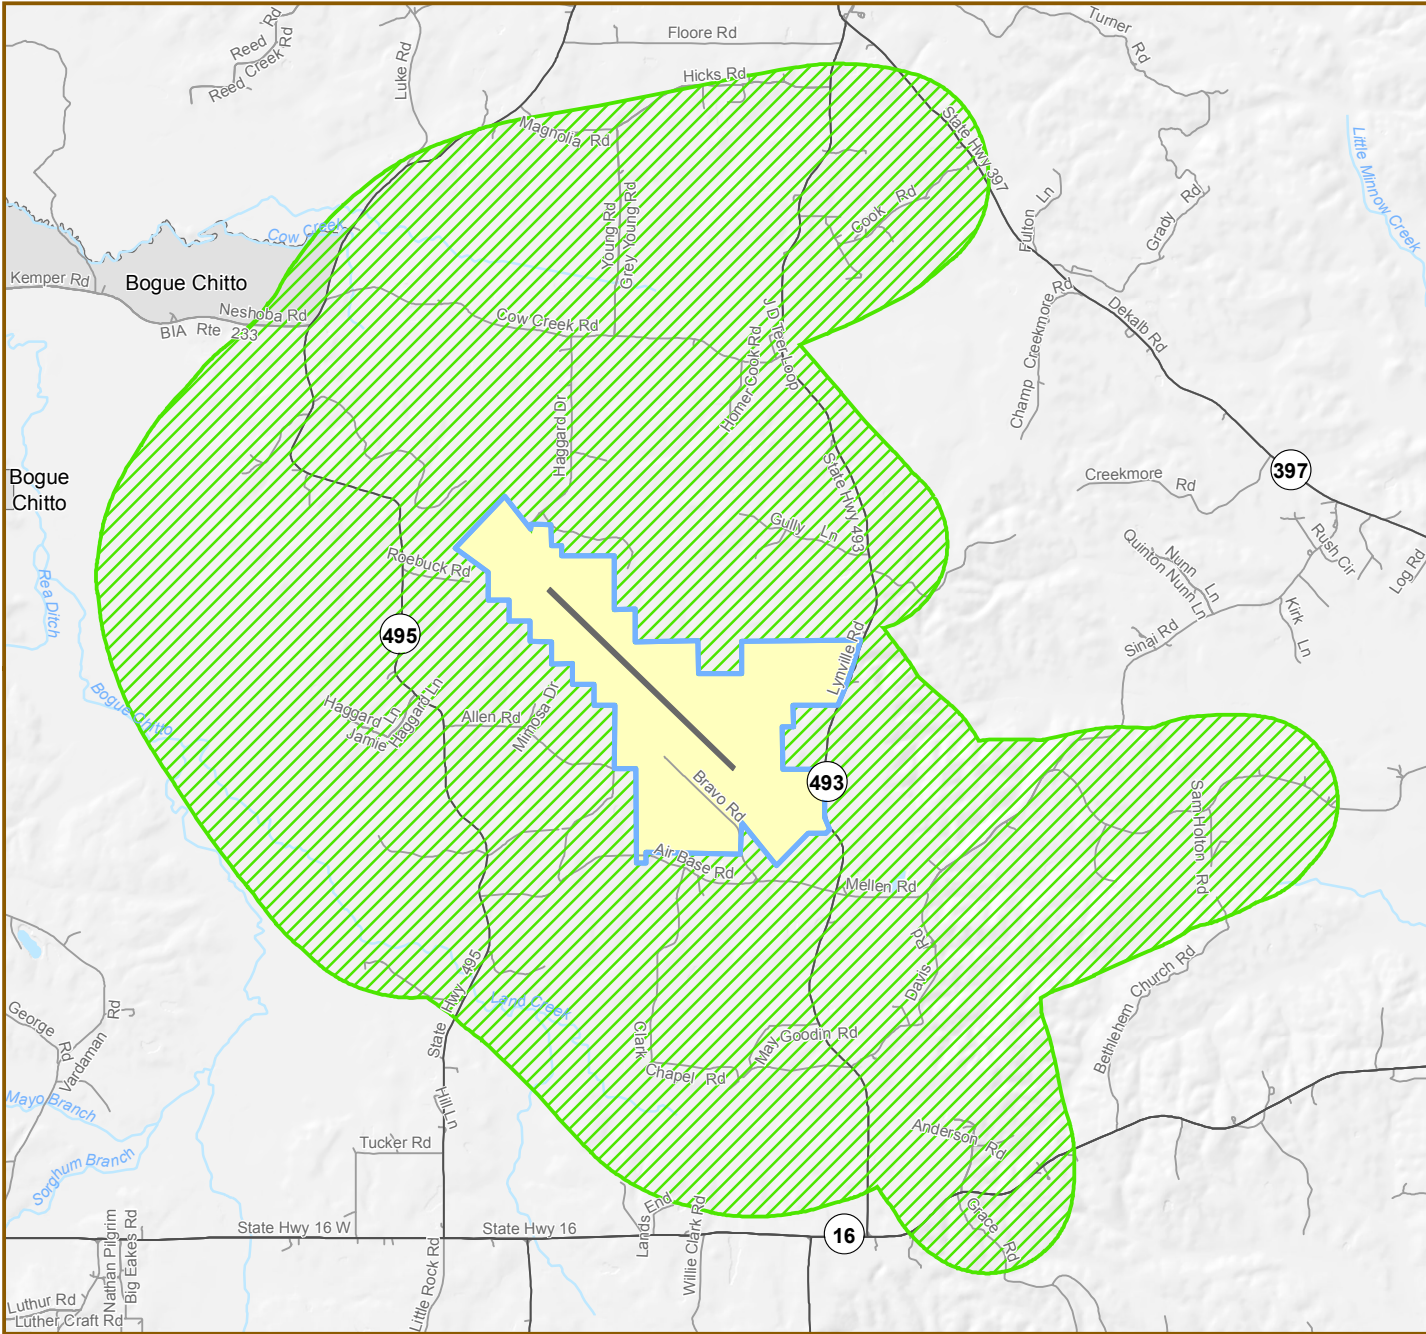 Turner
Rd
Floore Rd
Reed Rd
Reed Creek Rd
Luke Rd
Hicks Rd
State Hwy 397
Magnolia Rd
Little Minnow Creek
Young Rd
Grey Young Rd
Cook Rd
Fulton Ln
Grady Rd
Cow Creek
Kemper Rd
Bogue Chitto
Neshoba Rd
BIA Rte 233
Cow Creek Rd
J D Teer Loop
Homer Cook Rd
Champ Creekmore Rd
Dekalb Rd
Haggard Dr
State Hwy 493
Creekmore Rd
397
Bogue
Chitto
Gully Ln
Roebuck Rd
Rush Cir
Log Rd
Nunn Ln
Quinton Nunn Ln
Kirk Ln
Sinai Rd
Rea Ditch
495
Lynville Rd
Bogue Chitto
Haggard Ln
Jamie Haggard Ln
Allen Rd
Mimosa Dr
Bravo Rd
493
Sam Holton Rd
Air Base Rd
Mellen Rd
Davis Rd
Bethlehem Church Rd
State Hwy 495
Land Creek
George Rd
Vardaman Rd
Clark Chapel Rd
May Goodin Rd
Mayo Branch
Hill Ln
Anderson Rd
Tucker Rd
Sorghum Branch
Lands End
Willie Clark Rd
Grace Rd
State Hwy 16 W
State Hwy 16
16
Nathan Pilgrim
Big Eakes Rd
Little Rock Rd
Luthur Rd
Luther Craft Rd